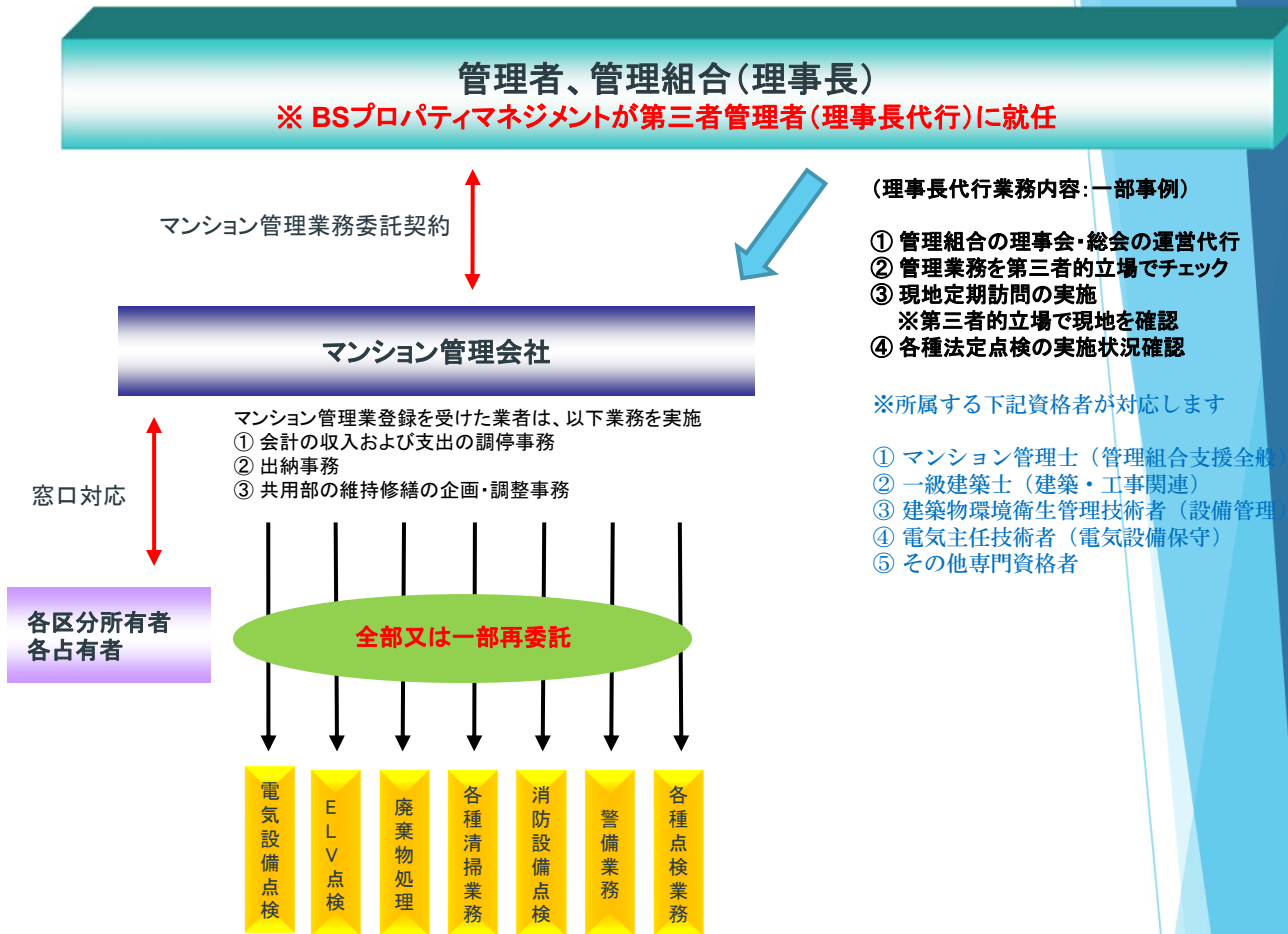 管理者、管理組合(理事長)
※ BSプロパティマネジメントが第三者管理者(理事長代行)に就任
マンション管理業務委託契約
マンション管理会社
マンション管理業登録を受けた業者は、以下業務を実施
① 会計の収入および支出の調停事務
② 出納事務
③ 共用部の維持修繕の企画・調整事務
窓口対応
各区分所有者
各占有者
全部又は一部再委託
電気設備点検
ELV点検
廃棄物処理
各種清掃業務
消防設備点検
警備業務
各種点検業務
(理事長代行業務内容:一部事例)
① 管理組合の理事会・総会の運営代行
② 管理業務を第三者的立場でチェック
③ 現地定期訪問の実施
※第三者的立場で現地を確認
④ 各種法定点検の実施状況確認
※所属する下記資格者が対応します
① マンション管理士（管理組合支援全般）
② 一級建築士（建築・工事関連）
③ 建築物環境衛生管理技術者（設備管理）
④ 電気主任技術者（電気設備保守）
⑤ その他専門資格者